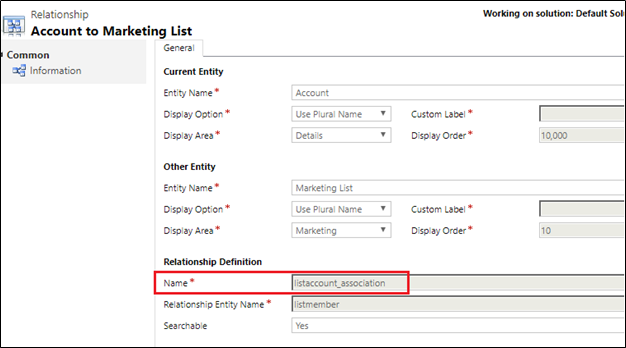 Relationship
Working on solution: Default Solu
Account to Marketing List
Common
Information
General
Current Entity
Entity Name * Account
Display Option * Use Plural Name Custom Label *
Display Area * Details Display Order * 10,000
Other Entity
Entity Name * Marketing List
Display Option * Use Plural Name Custom Label *
Display Area * Marketing Display Order * 10
Relationship Definition
Name * listaccount_association
Relationship Entity Name * listmember
Searchable Yes